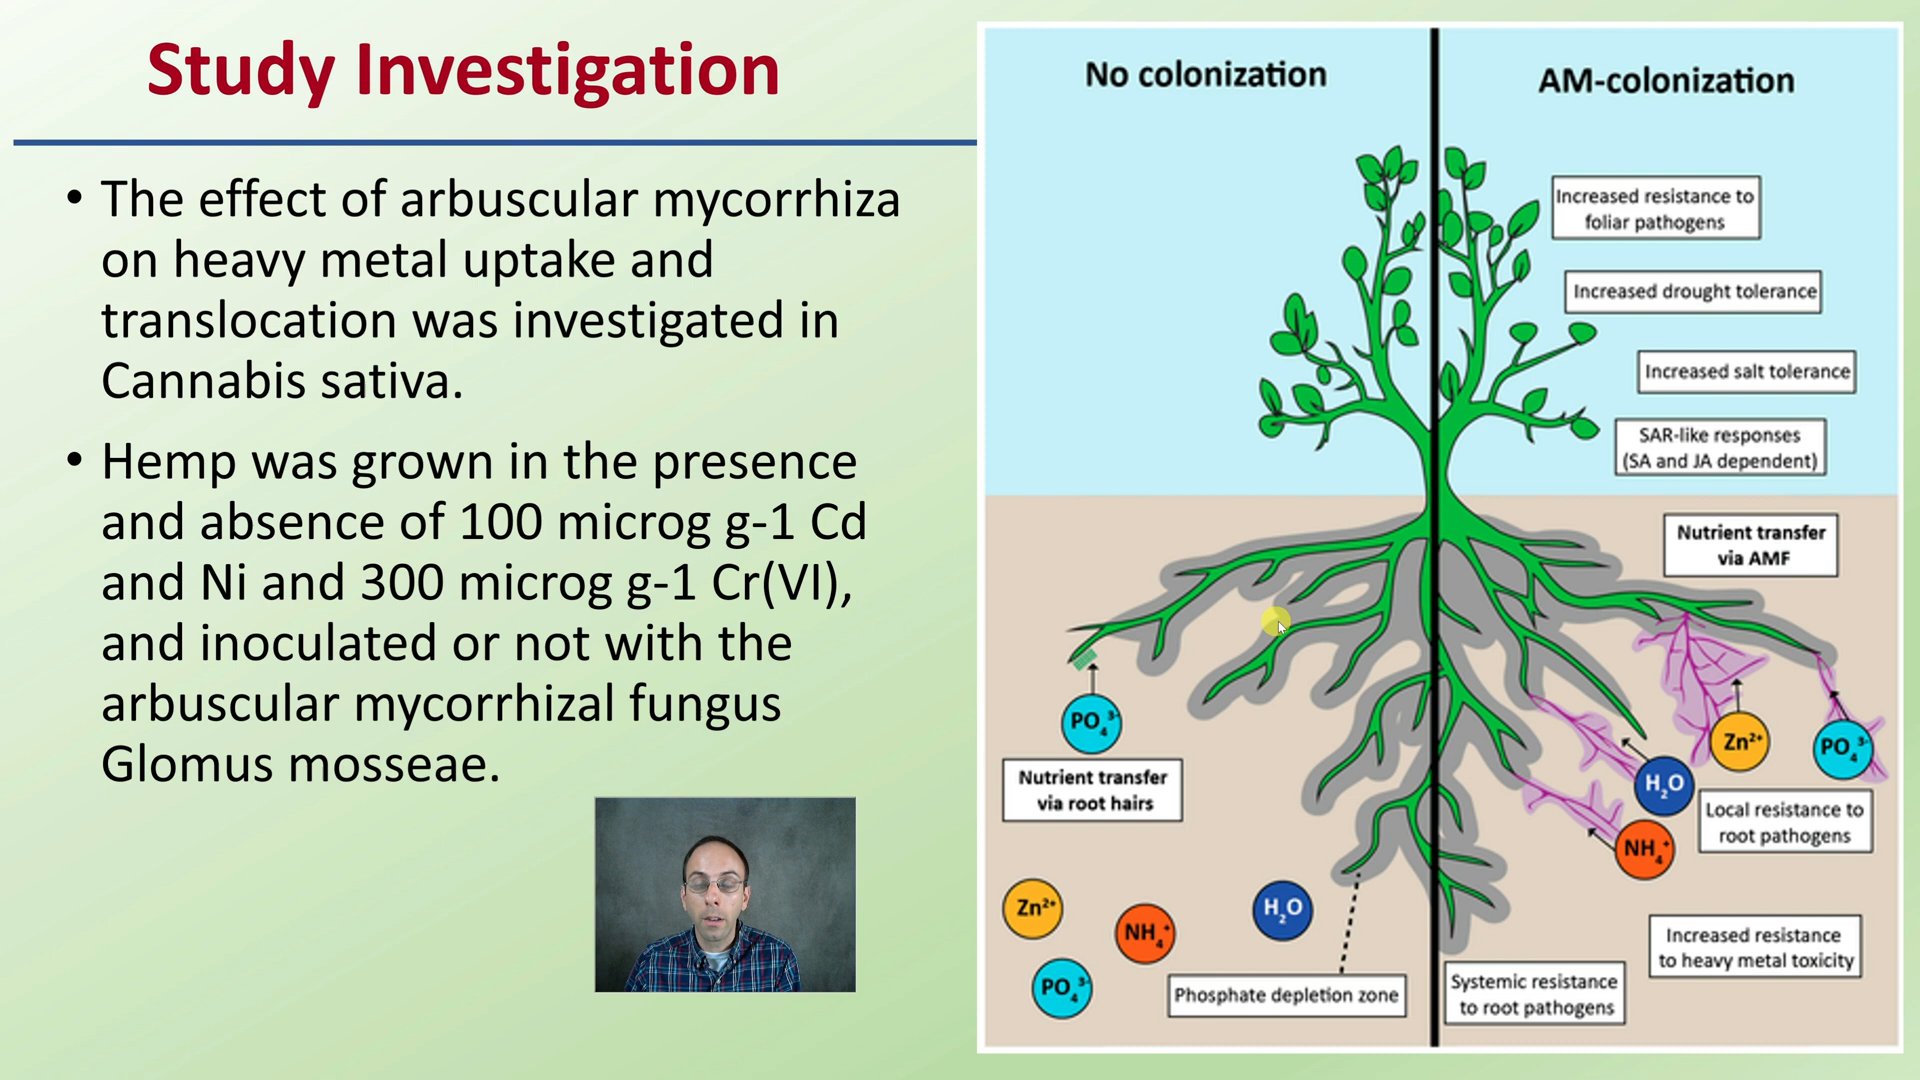 Study Investigation
• The effect of arbuscular mycorrhiza
on heavy metal uptake and
translocation was investigated in
Cannabis sativa.
• Hemp was grown in the presence
and absence of 100 microg g-1 Cd
and Ni and 300 microg g-1 Cr(VI),
and inoculated or not with the
arbuscular mycorrhizal fungus
Glomus mosseae.
No colonization
AM-colonization
Increased resistance to
foliar pathogens
Increased drought tolerance
Increased salt tolerance
SAR-like responses
(SA and JA dependent)
Nutrient transfer
via AMF
PO₄³⁻
Nutrient transfer
via root hairs
Zn²⁺
PO₄³⁻
H₂O
NH₄⁺
Local resistance to
root pathogens
Zn²⁺
NH₄⁺
H₂O
PO₄³⁻
Phosphate depletion zone
Increased resistance
to heavy metal toxicity
Systemic resistance
to root pathogens